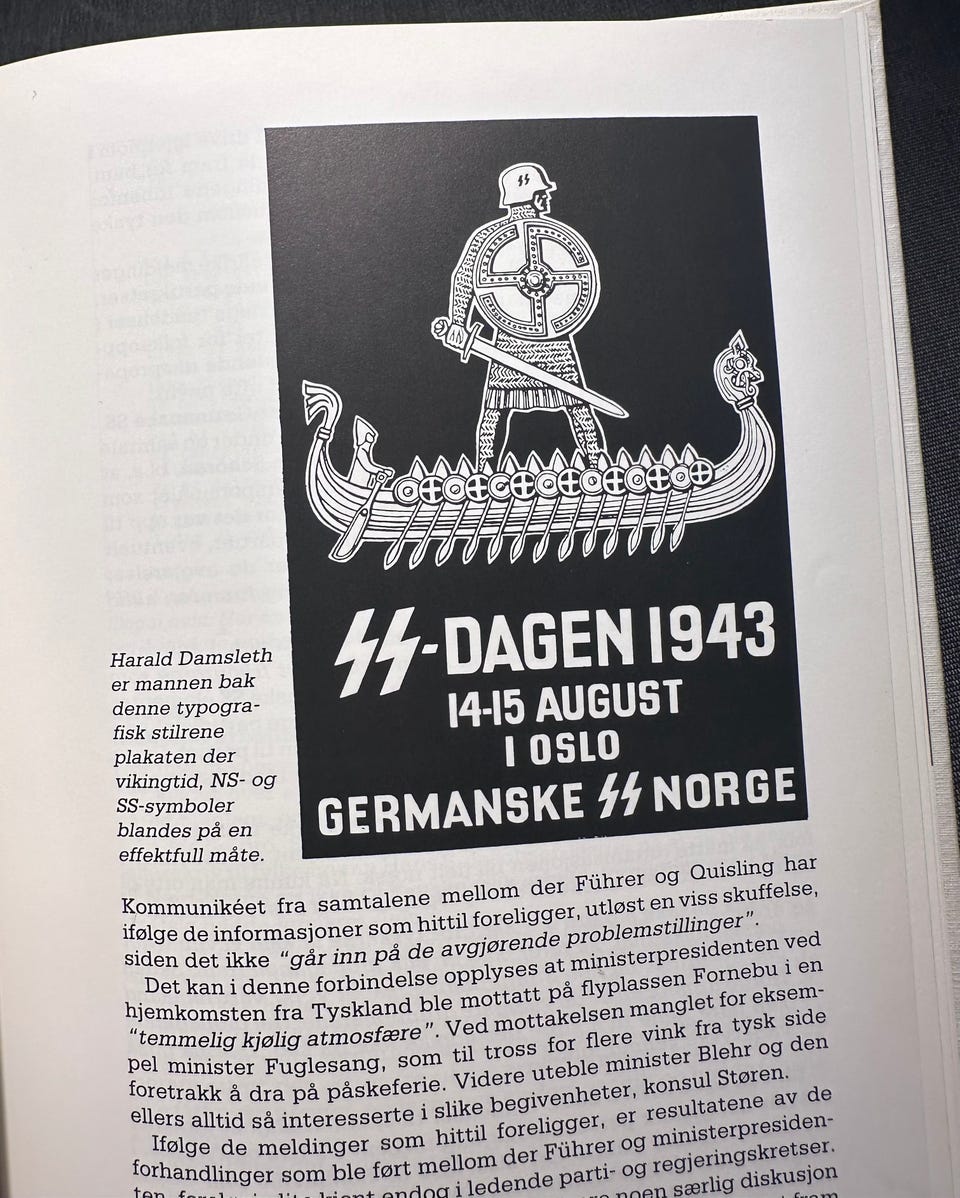 ᛋᛋ
ᛋᛋ-DAGEN 1943
14-15 AUGUST
I OSLO
GERMANSKE ᛋᛋ NORGE
Harald Damsleth
er mannen bak
denne typogra-
fisk stilrene
plakaten der
vikingtid, NS- og
SS-symboler
blandes på en
effektfull måte.
Kommunikéet fra samtalene mellom der Führer og Quisling har
ifølge de informasjoner som hittil foreligger, utløst en viss skuffelse,
siden det ikke “går inn på de avgjørende problemstillinger”.
Det kan i denne forbindelse opplyses at ministerpresidenten ved
hjemkomsten fra Tyskland ble mottatt på flyplassen Fornebu i en
“temmelig kjølig atmosfære”. Ved mottakelsen manglet for eksem-
pel minister Fuglesang, som til tross for flere vink fra tysk side
foretrakk å dra på påskeferie. Videre uteble minister Blehr og den
ellers alltid så interesserte i slike begivenheter, konsul Støren.
Ifølge de meldinger som hittil foreligger, er resultatene av de
forhandlinger som ble ført mellom der Führer og ministerpresiden-
endog i ledende parti- og regjeringskretser.
noen særlig diskusjon